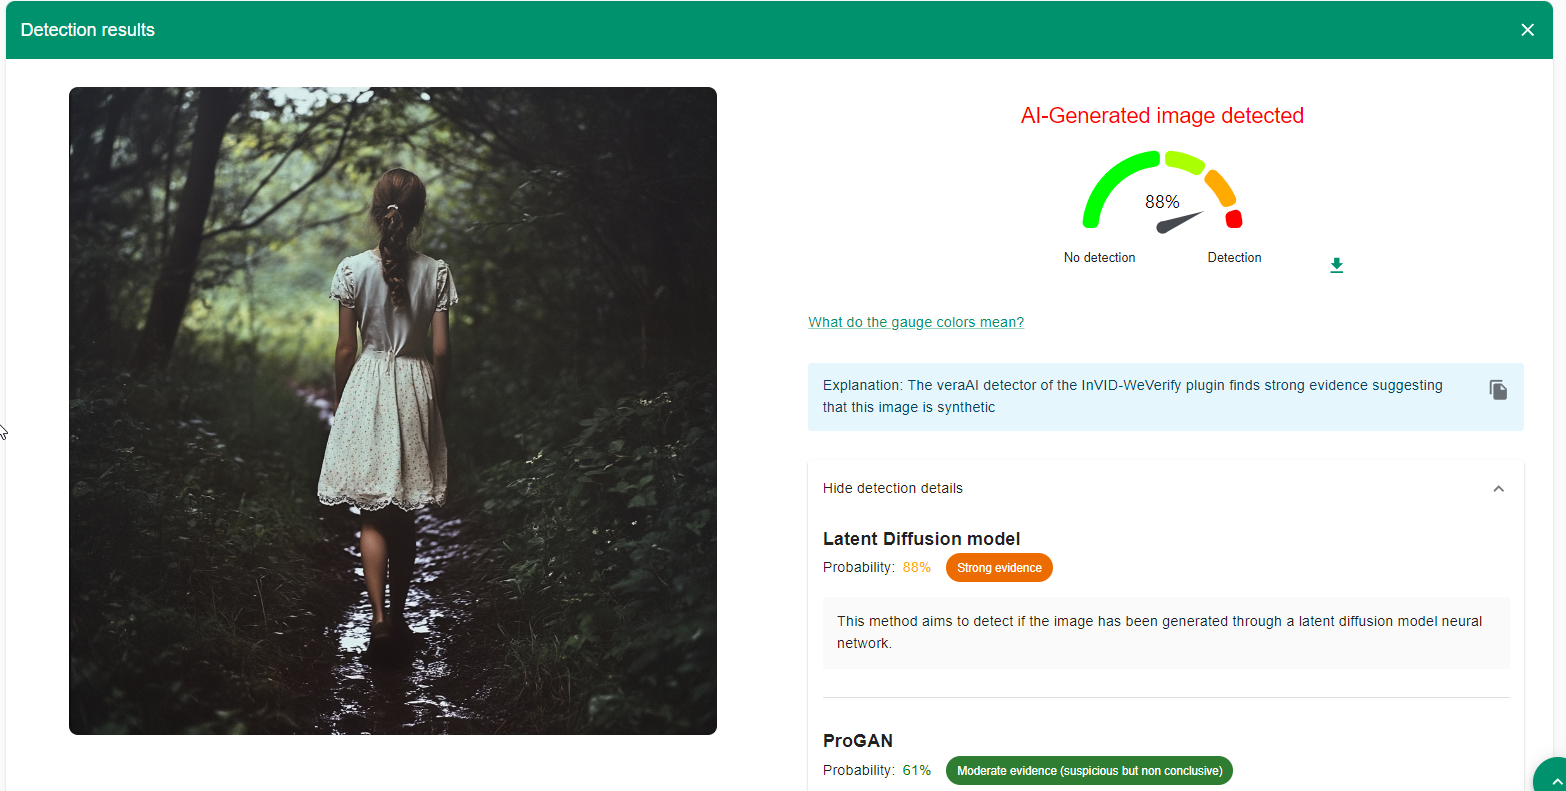 Detection results
AI-Generated image detected
88%
No detection
Detection
What do the gauge colors mean?
Explanation: The veraAI detector of the InVID-WeVerify plugin finds strong evidence suggesting
that this image is synthetic
Hide detection details
Latent Diffusion model
Probability: 88% Strong evidence
This method aims to detect if the image has been generated through a latent diffusion model neural
network.
ProGAN
Probability: 61% Moderate evidence (suspicious but non conclusive)